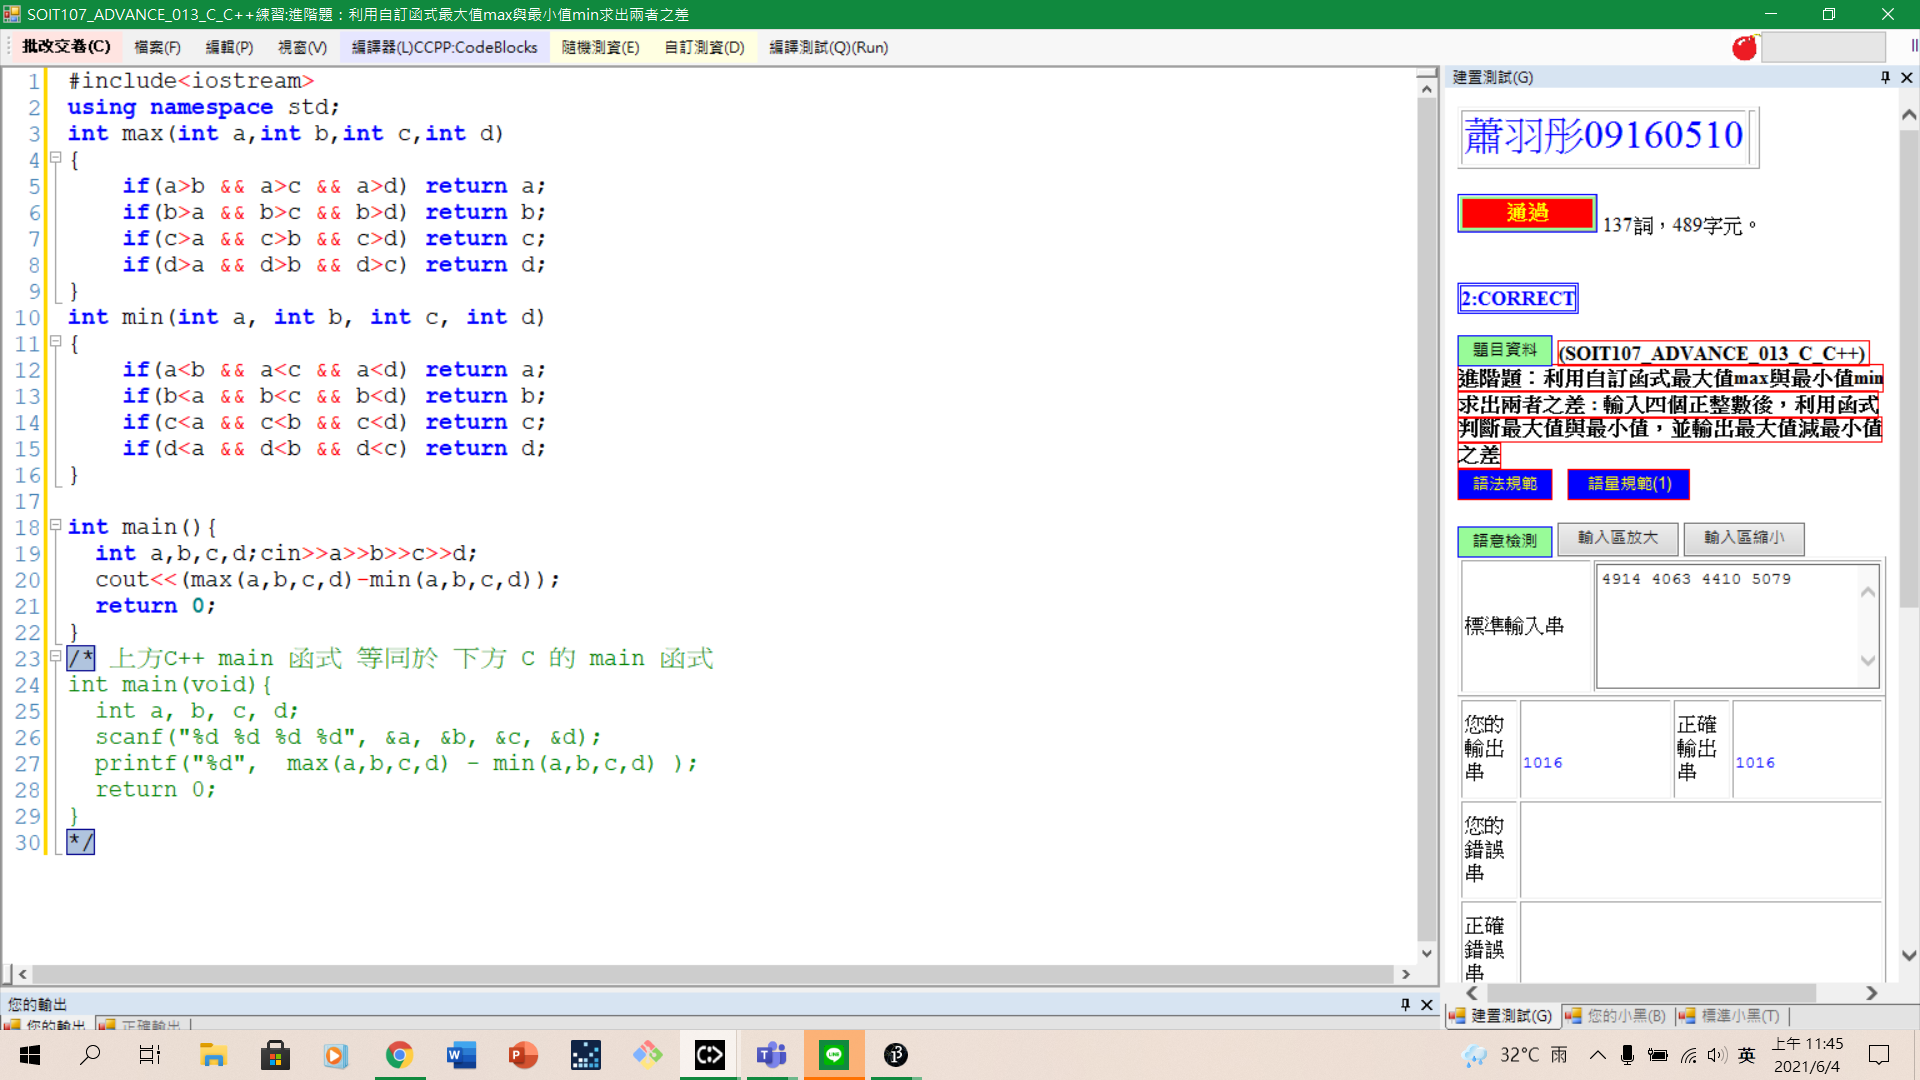 SOIT107_ADVANCE_013_C_C++練習:進階題：利用自訂函式最大值max與最小值min求出兩者之差
批改交卷(C) 檔案(F) 編輯(P) 視窗(V) 編譯器(L)CCPP:CodeBlocks 隨機測資(E) 自訂測資(D) 編譯測試(Q)(Run)
1 #include<iostream>
2 using namespace std;
3 int max(int a,int b,int c,int d)
4 {
5     if(a>b && a>c && a>d) return a;
6     if(b>a && b>c && b>d) return b;
7     if(c>a && c>b && c>d) return c;
8     if(d>a && d>b && d>c) return d;
9 }
10 int min(int a, int b, int c, int d)
11 {
12     if(a<b && a<c && a<d) return a;
13     if(b<a && b<c && b<d) return b;
14     if(c<a && c<b && c<d) return c;
15     if(d<a && d<b && d<c) return d;
16 }
17
18 int main(){
19   int a,b,c,d;cin>>a>>b>>c>>d;
20   cout<<(max(a,b,c,d)-min(a,b,c,d));
21   return 0;
22 }
23 /* 上方C++ main 函式 等同於 下方 C 的 main 函式
24 int main(void){
25   int a, b, c, d;
26   scanf("%d %d %d %d", &a, &b, &c, &d);
27   printf("%d",  max(a,b,c,d) - min(a,b,c,d) );
28   return 0;
29 }
30 */
您的輸出
您的輸出 正確輸出
建置測試(G)
蕭羽彤09160510
通過 137詞，489字元。
2:CORRECT
題目資料 (SOIT107_ADVANCE_013_C_C++)
進階題：利用自訂函式最大值max與最小值min
求出兩者之差：輸入四個正整數後，利用函式
判斷最大值與最小值，並輸出最大值減最小值
之差
語法規範 語量規範(1)
語意檢測 輸入區放大 輸入區縮小
標準輸入串 4914 4063 4410 5079
您的輸出串 1016 正確輸出串 1016
您的錯誤串
正確錯誤串
建置測試(G) 您的小黑(B) 標準小黑(T)
32°C 雨 英 上午 11:45
2021/6/4